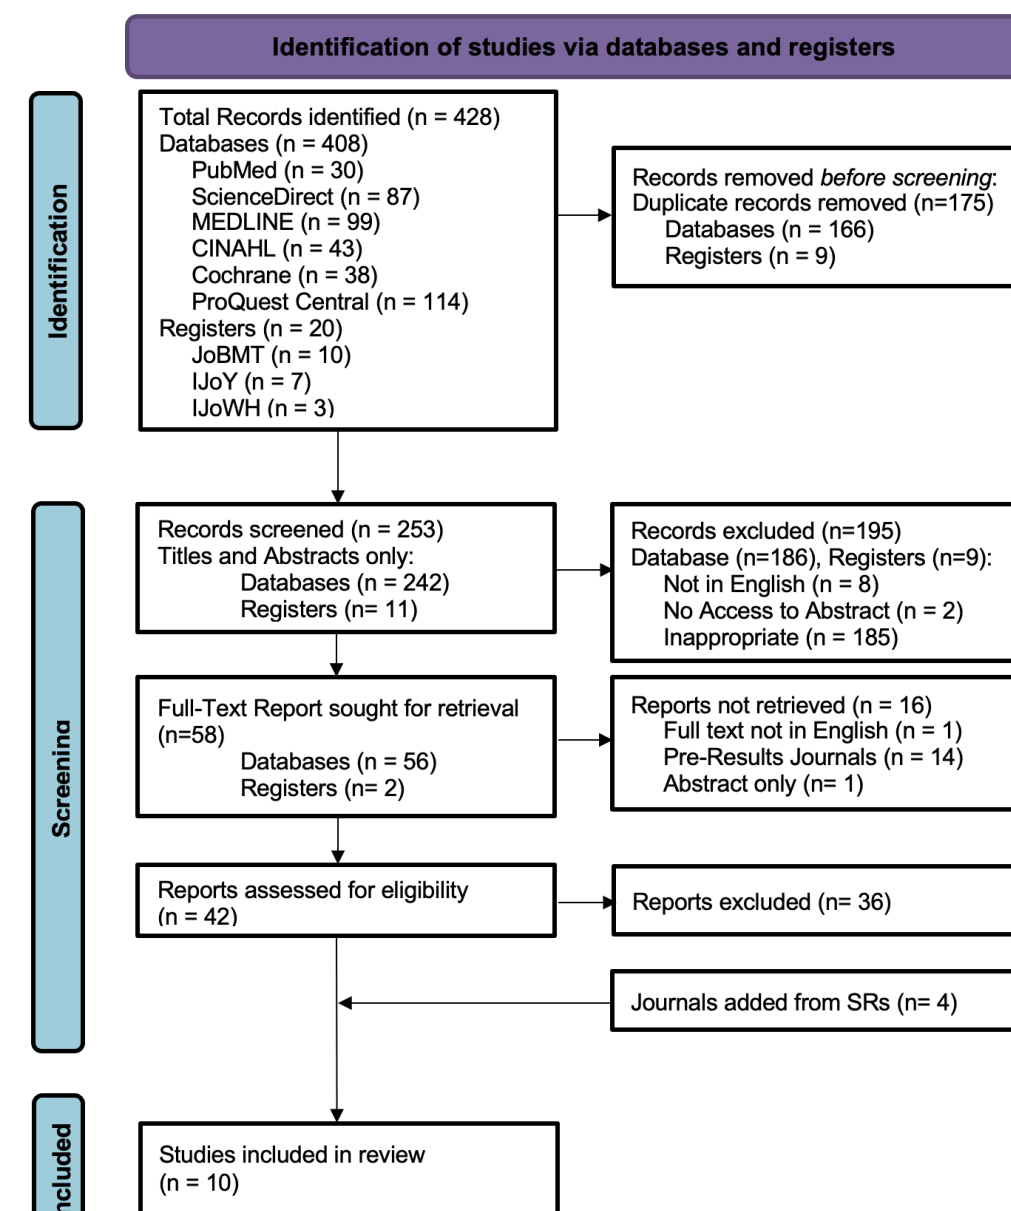 Identification of studies via databases and registers
Identification
Total Records identified (n = 428)
Databases (n = 408)
PubMed (n = 30)
ScienceDirect (n = 87)
MEDLINE (n = 99)
CINAHL (n = 43)
Cochrane (n = 38)
ProQuest Central (n = 114)
Registers (n = 20)
JoBMT (n = 10)
IJoY (n = 7)
IJoWH (n = 3)
Records removed before screening:
Duplicate records removed (n=175)
Databases (n = 166)
Registers (n = 9)
Screening
Records screened (n = 253)
Titles and Abstracts only:
Databases (n = 242)
Registers (n= 11)
Records excluded (n=195)
Database (n=186), Registers (n=9):
Not in English (n = 8)
No Access to Abstract (n = 2)
Inappropriate (n = 185)
Full-Text Report sought for retrieval
(n=58)
Databases (n = 56)
Registers (n= 2)
Reports not retrieved (n = 16)
Full text not in English (n = 1)
Pre-Results Journals (n = 14)
Abstract only (n= 1)
Reports assessed for eligibility
(n = 42)
Reports excluded (n= 36)
Journals added from SRs (n= 4)
ncluded
Studies included in review
(n = 10)